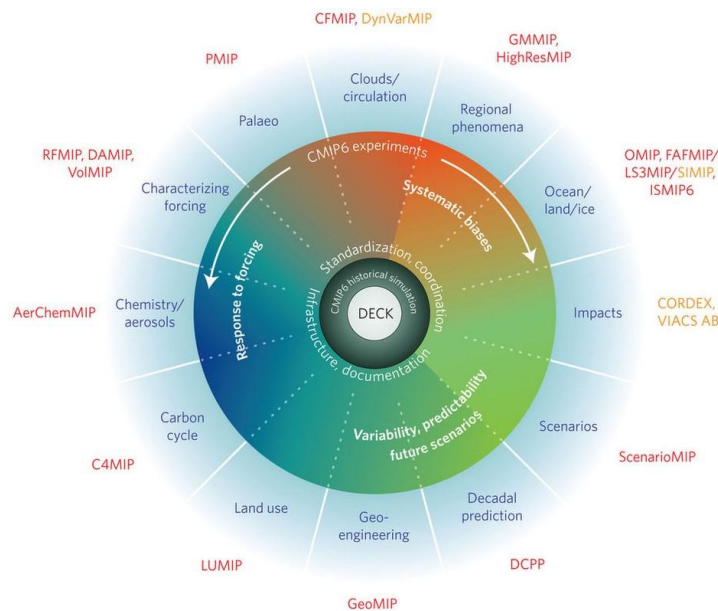 CFMIP, DynVarMIP
GMMIP,
HighResMIP
PMIP
Clouds/
circulation
Regional
phenomena
Palaeo
RFMIP, DAMIP,
VolMIP
OMIP, FAFMIP/
LS3MIP/SIMIP,
ISMIP6
Characterizing
forcing
CMIP6 experiments
Ocean/
land/ice
Systematic biases
Response to forcing
Standardization, coordination
Infrastructure, documentation
CMIP6 historical simulation
DECK
AerChemMIP
Chemistry/
aerosols
Impacts
CORDEX,
VIACS AB
Variability, predictability
future scenarios
Carbon
cycle
Scenarios
C4MIP
ScenarioMIP
Land use
Geo-
engineering
Decadal
prediction
LUMIP
DCPP
GeoMIP